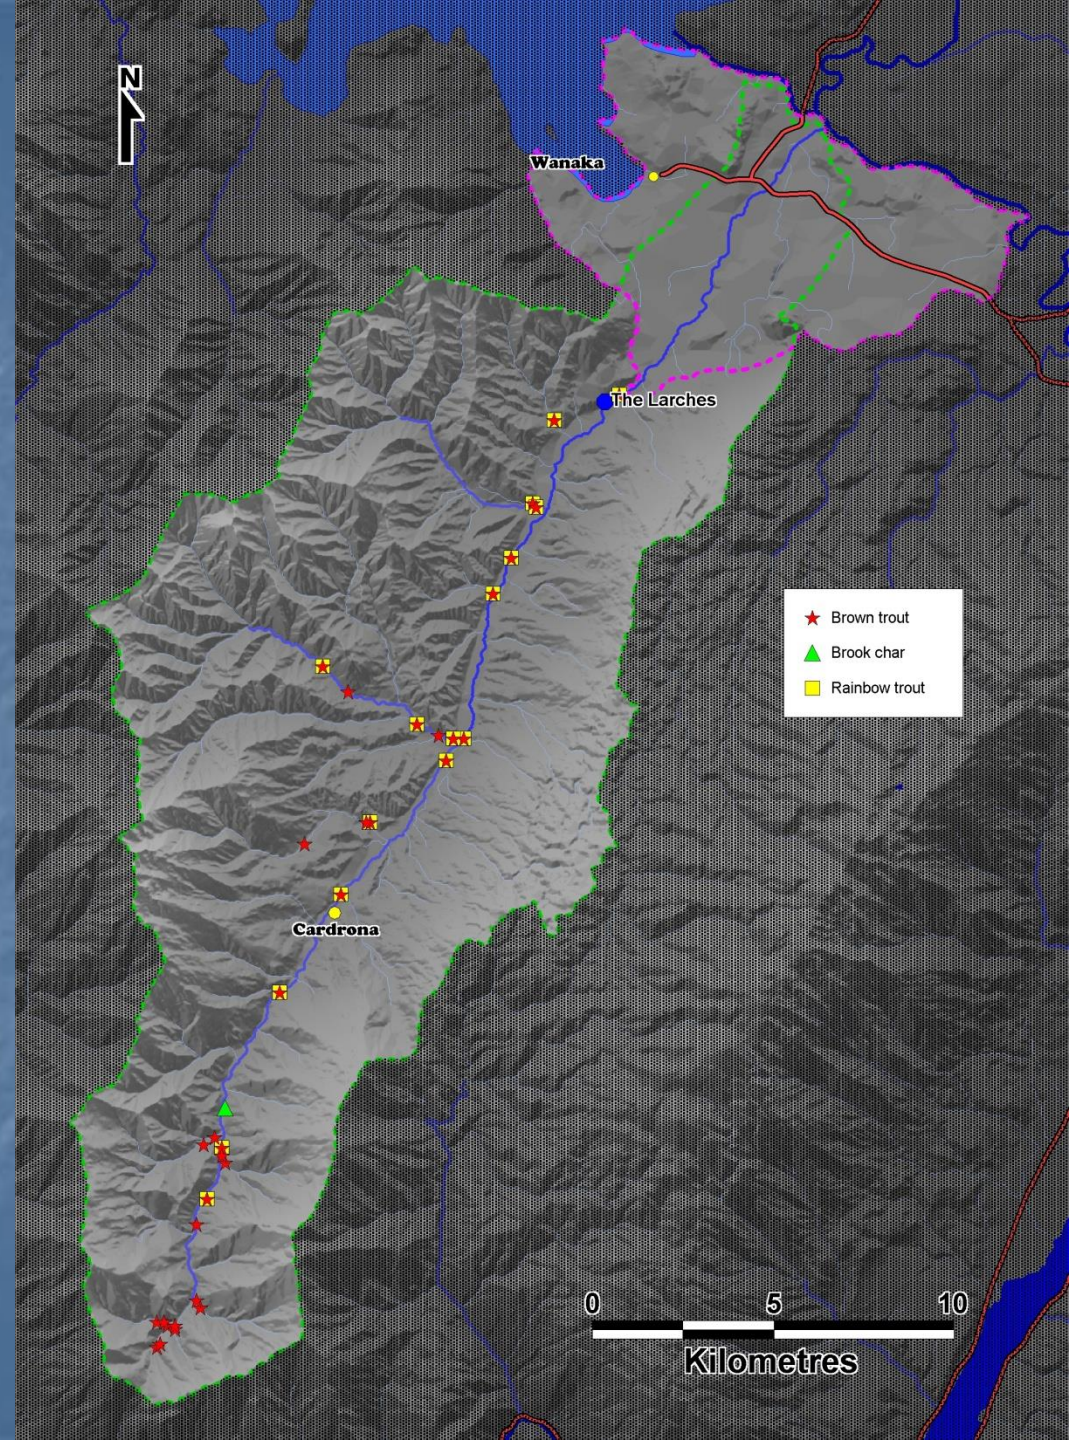 N
Wanaka
The Larches
Brown trout
Brook char
Rainbow trout
Cardrona
0 5 10
Kilometres